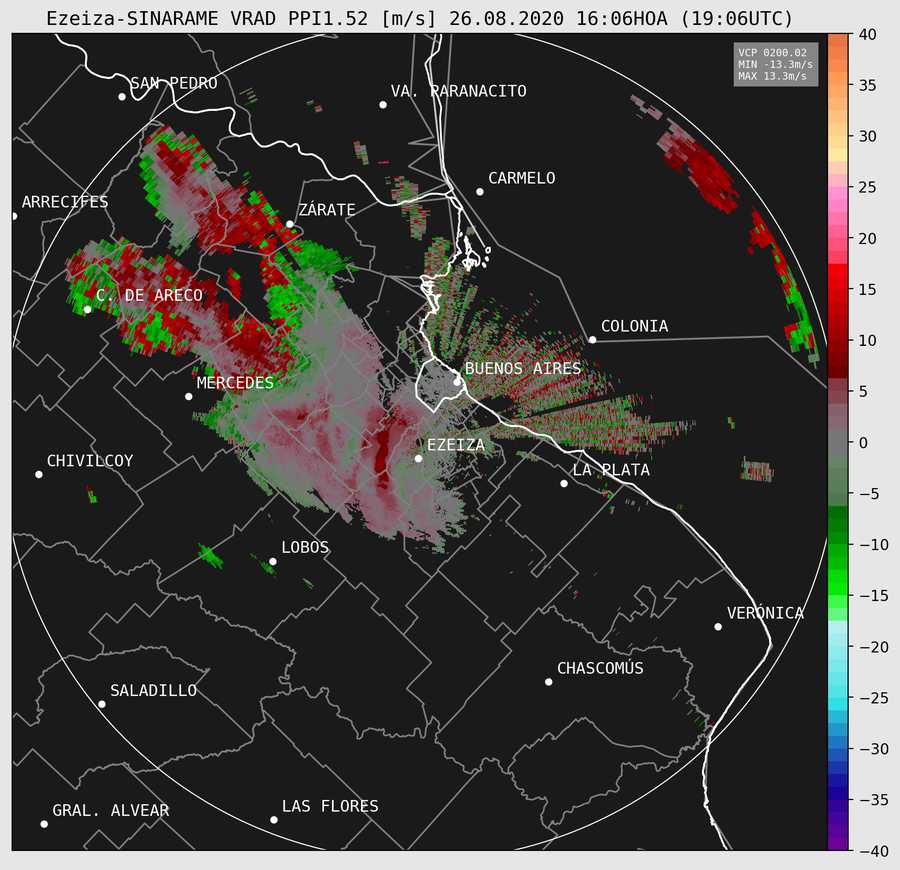 Ezeiza-SINARAME VRAD PPI1.52 [m/s] 26.08.2020 16:06HOA (19:06UTC)
VCP 0200.02
MIN -13.3m/s
MAX 13.3m/s
SAN PEDRO
VA. PARANACITO
CARMELO
ARRECIFES
ZÁRATE
C. DE ARECO
COLONIA
BUENOS AIRES
MERCEDES
EZEIZA
CHIVILCOY
LA PLATA
LOBOS
VERÓNICA
CHASCOMÚS
SALADILLO
LAS FLORES
GRAL. ALVEAR
40
35
30
25
20
15
10
5
0
−5
−10
−15
−20
−25
−30
−35
−40